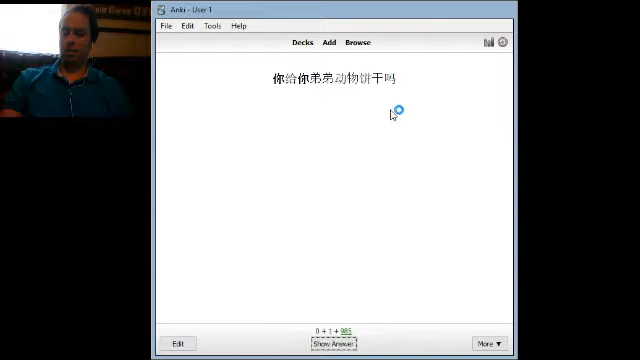 Anki - User 1
File Edit Tools Help
Decks Add Browse
你给你弟弟动物饼干吗
0 + 1 + 985
Edit
Show Answer
More ▼